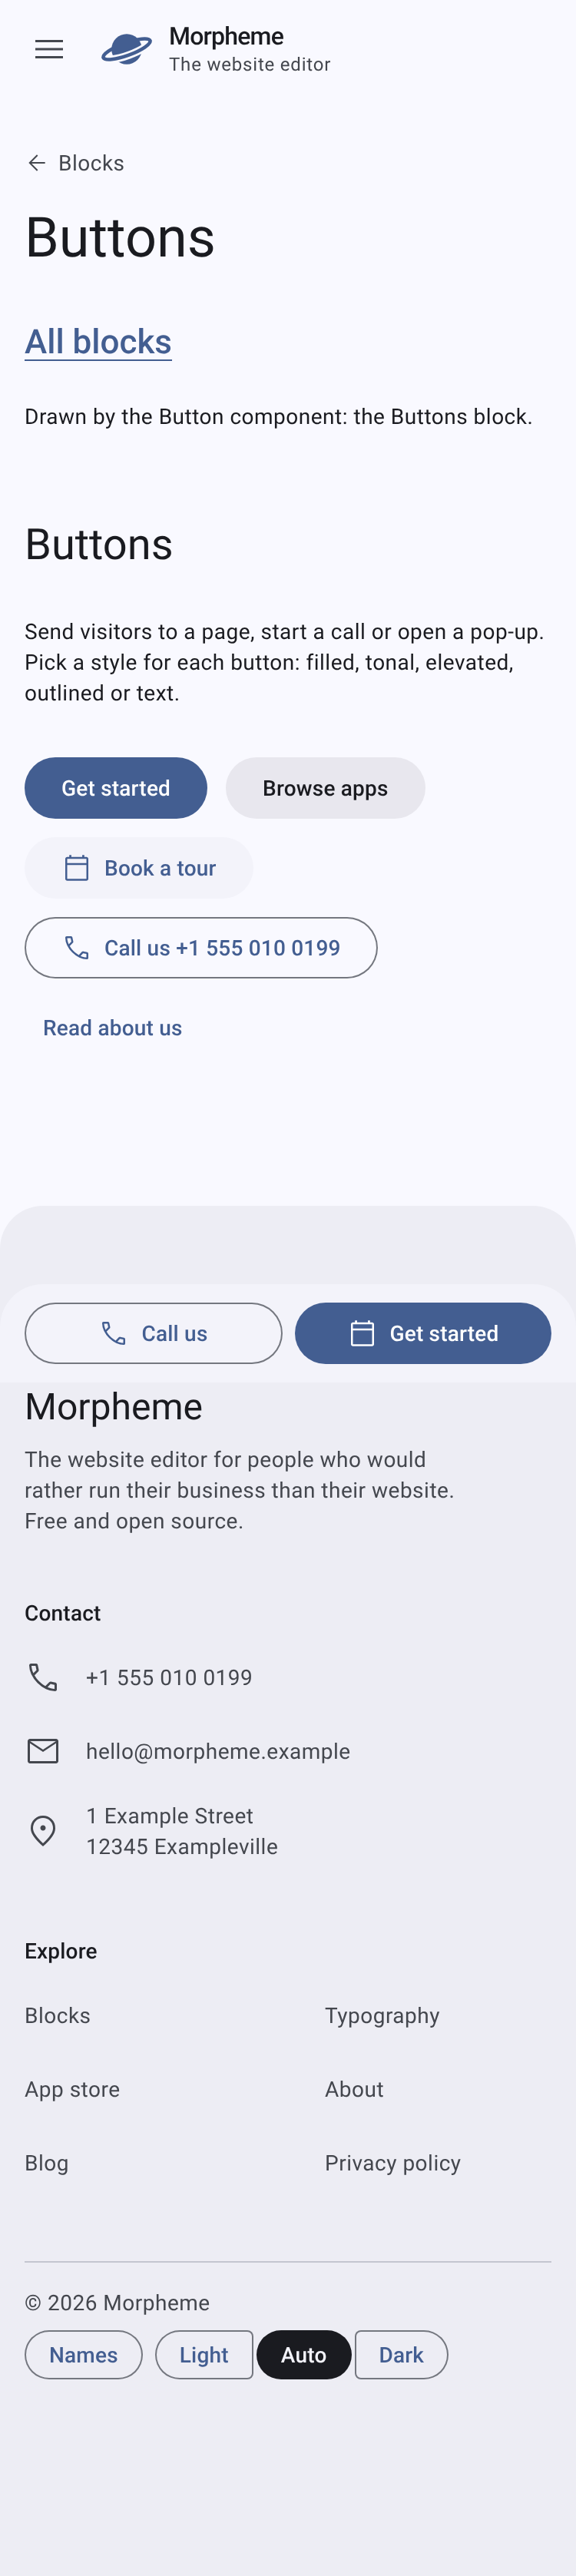 Morpheme
The website editor
Blocks
Buttons
All blocks
Drawn by the Button component: the Buttons block.
Buttons
Send visitors to a page, start a call or open a pop-up.
Pick a style for each button: filled, tonal, elevated,
outlined or text.
Get started
Browse apps
Book a tour
Call us +1 555 010 0199
Read about us
Call us
Get started
Morpheme
The website editor for people who would
rather run their business than their website.
Free and open source.
Contact
+1 555 010 0199
hello@morpheme.example
1 Example Street
12345 Exampleville
Explore
Blocks
Typography
App store
About
Blog
Privacy policy
© 2026 Morpheme
Names
Light
Auto
Dark